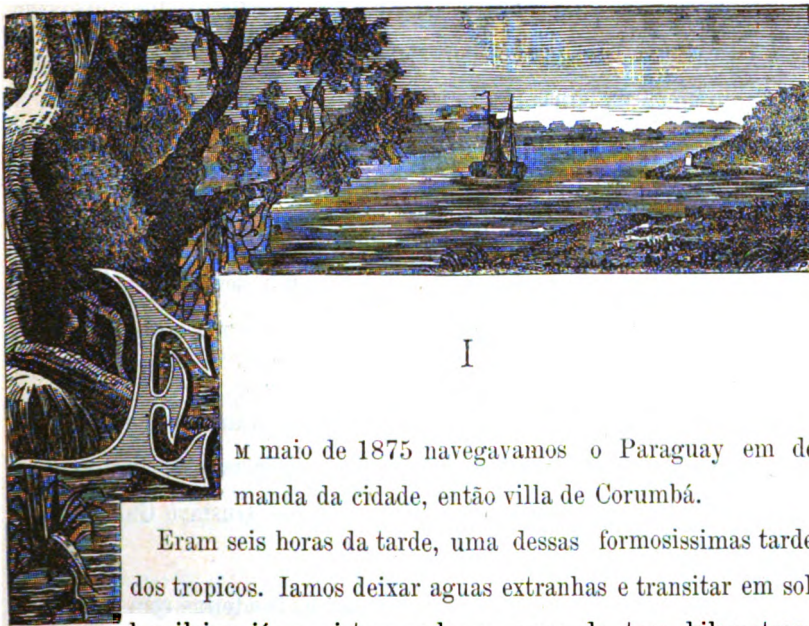 I
EM maio de 1875 navegavamos o Paraguay em de
manda da cidade, então villa de Corumbá.
Eram seis horas da tarde, uma dessas formosissimas tarde
dos tropicos. Iamos deixar aguas extranhas e transitar em sol